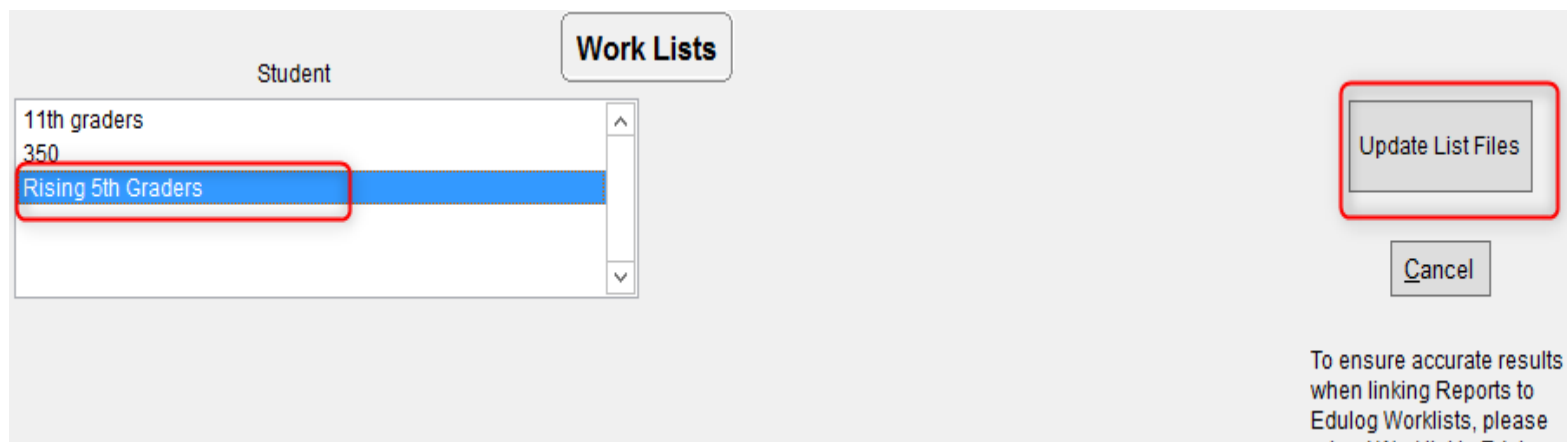 Work Lists
Student
11th graders
350
Rising 5th Graders
Update List Files
Cancel
To ensure accurate results
when linking Reports to
Edulog Worklists, please